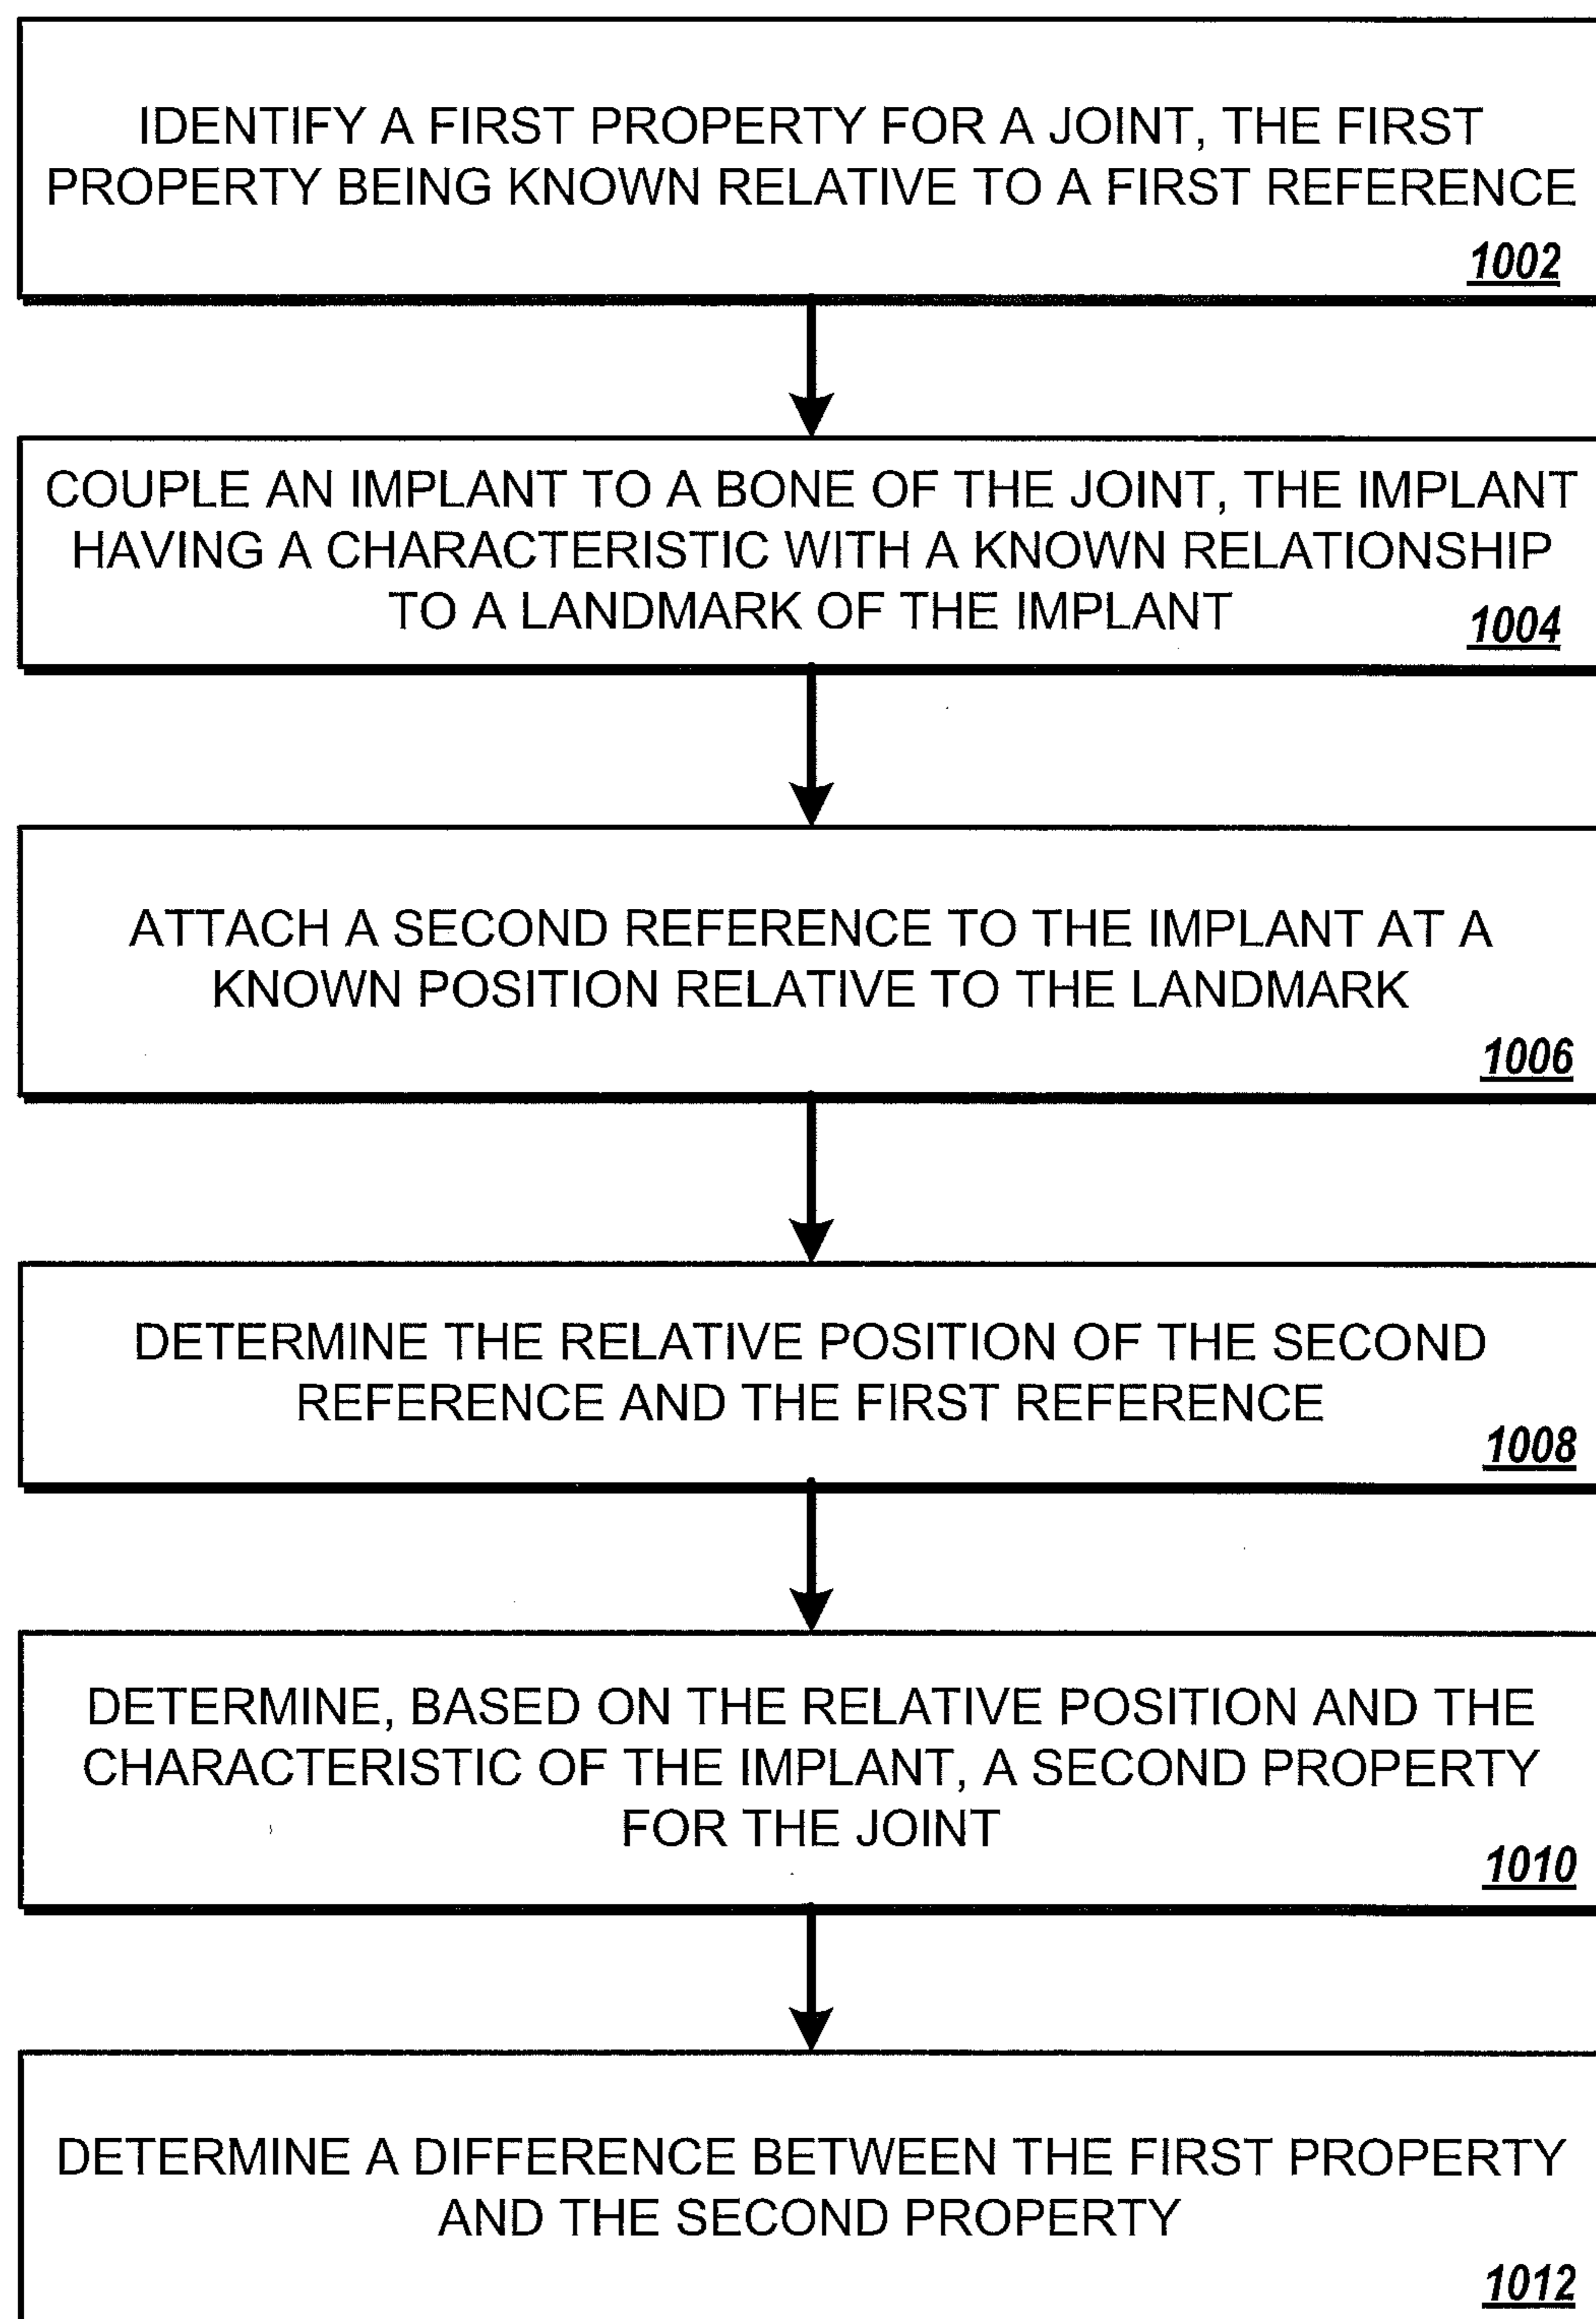 IDENTIFY A FIRST PROPERTY FOR A JOINT, THE FIRST
PROPERTY BEING KNOWN RELATIVE TO A FIRST REFERENCE
1002
COUPLE AN IMPLANT TO A BONE OF THE JOINT, THE IMPLANT
HAVING A CHARACTERISTIC WITH A KNOWN RELATIONSHIP
TO A LANDMARK OF THE IMPLANT
1004
ATTACH A SECOND REFERENCE TO THE IMPLANT AT A
KNOWN POSITION RELATIVE TO THE LANDMARK
1006
DETERMINE THE RELATIVE POSITION OF THE SECOND
REFERENCE AND THE FIRST REFERENCE
1008
DETERMINE, BASED ON THE RELATIVE POSITION AND THE
CHARACTERISTIC OF THE IMPLANT, A SECOND PROPERTY
FOR THE JOINT
1010
DETERMINE A DIFFERENCE BETWEEN THE FIRST PROPERTY
AND THE SECOND PROPERTY
1012